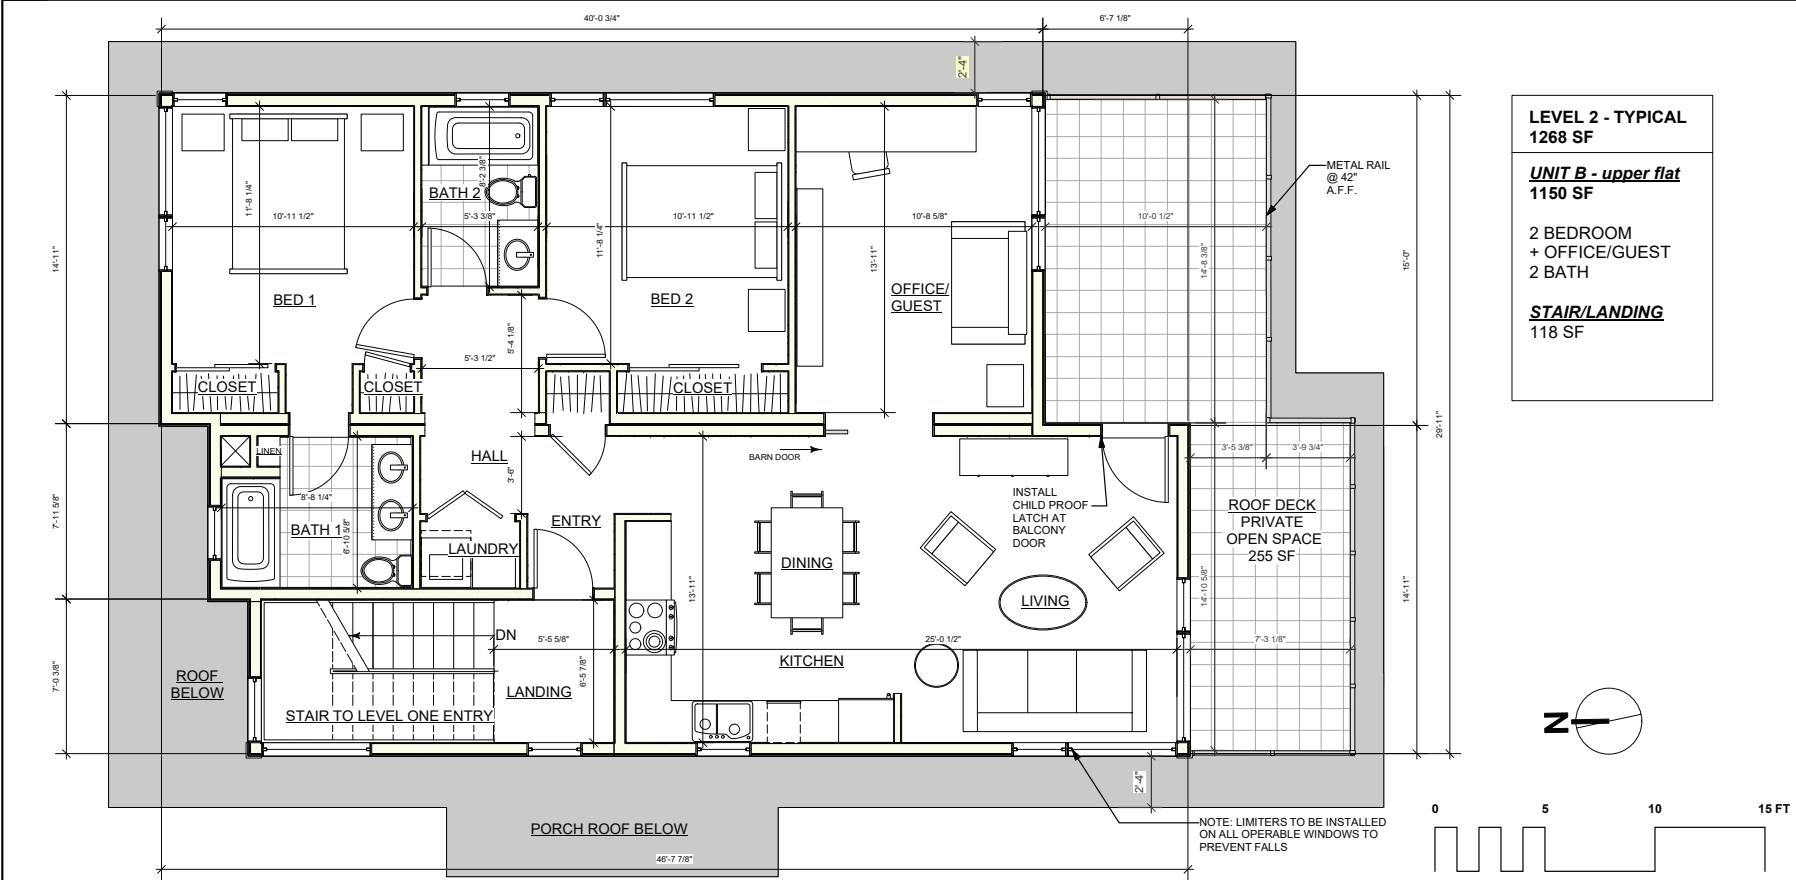 40'-0 3/4"
6'-7 1/8"
2'-4"
LEVEL 2 - TYPICAL
1268 SF
UNIT B - upper flat
1150 SF
2 BEDROOM
+ OFFICE/GUEST
2 BATH
STAIR/LANDING
118 SF
METAL RAIL
@ 42"
A.F.F.
14'-11"
11'-8 1/4"
10'-11 1/2"
BED 1
BATH 2
8'-2 3/8"
5'-3 3/8"
10'-11 1/2"
11'-8 1/4"
BED 2
10'-8 5/8"
13'-11"
OFFICE/
GUEST
10'-0 1/2"
14'-8 3/8"
15'-0"
29'-11"
5'-4 1/8"
5'-3 1/2"
CLOSET
CLOSET
CLOSET
LINEN
HALL
3'-6"
BARN DOOR
3'-5 3/8"
3'-9 3/4"
7'-11 5/8"
8'-8 1/4"
BATH 1
6'-10 5/8"
LAUNDRY
ENTRY
INSTALL
CHILD PROOF
LATCH AT
BALCONY
DOOR
ROOF DECK
PRIVATE
OPEN SPACE
255 SF
DINING
13'-11"
LIVING
14'-10 5/8"
14'-11"
7'-0 3/8"
DN
5'-5 5/8"
6'-5 7/8"
25'-0 1/2"
7'-3 1/8"
KITCHEN
ROOF
BELOW
LANDING
STAIR TO LEVEL ONE ENTRY
N
2'-4"
PORCH ROOF BELOW
NOTE: LIMITERS TO BE INSTALLED
ON ALL OPERABLE WINDOWS TO
PREVENT FALLS
46'-7 7/8"
0 5 10 15 FT